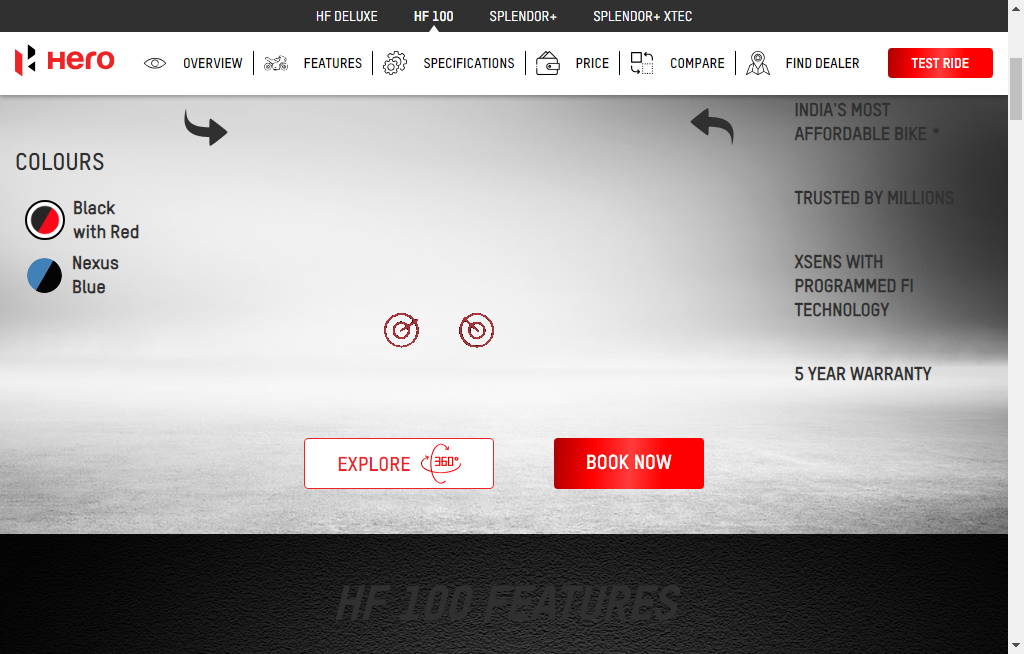 HF DELUXE HF 100 SPLENDOR+ SPLENDOR+ XTEC
Hero OVERVIEW FEATURES SPECIFICATIONS PRICE COMPARE FIND DEALER TEST RIDE
INDIA'S MOST
AFFORDABLE BIKE *
COLOURS
Black
with Red
Nexus
Blue
TRUSTED BY MILLIONS
XSENS WITH
PROGRAMMED FI
TECHNOLOGY
5 YEAR WARRANTY
EXPLORE 360°
BOOK NOW
HF 100 FEATURES